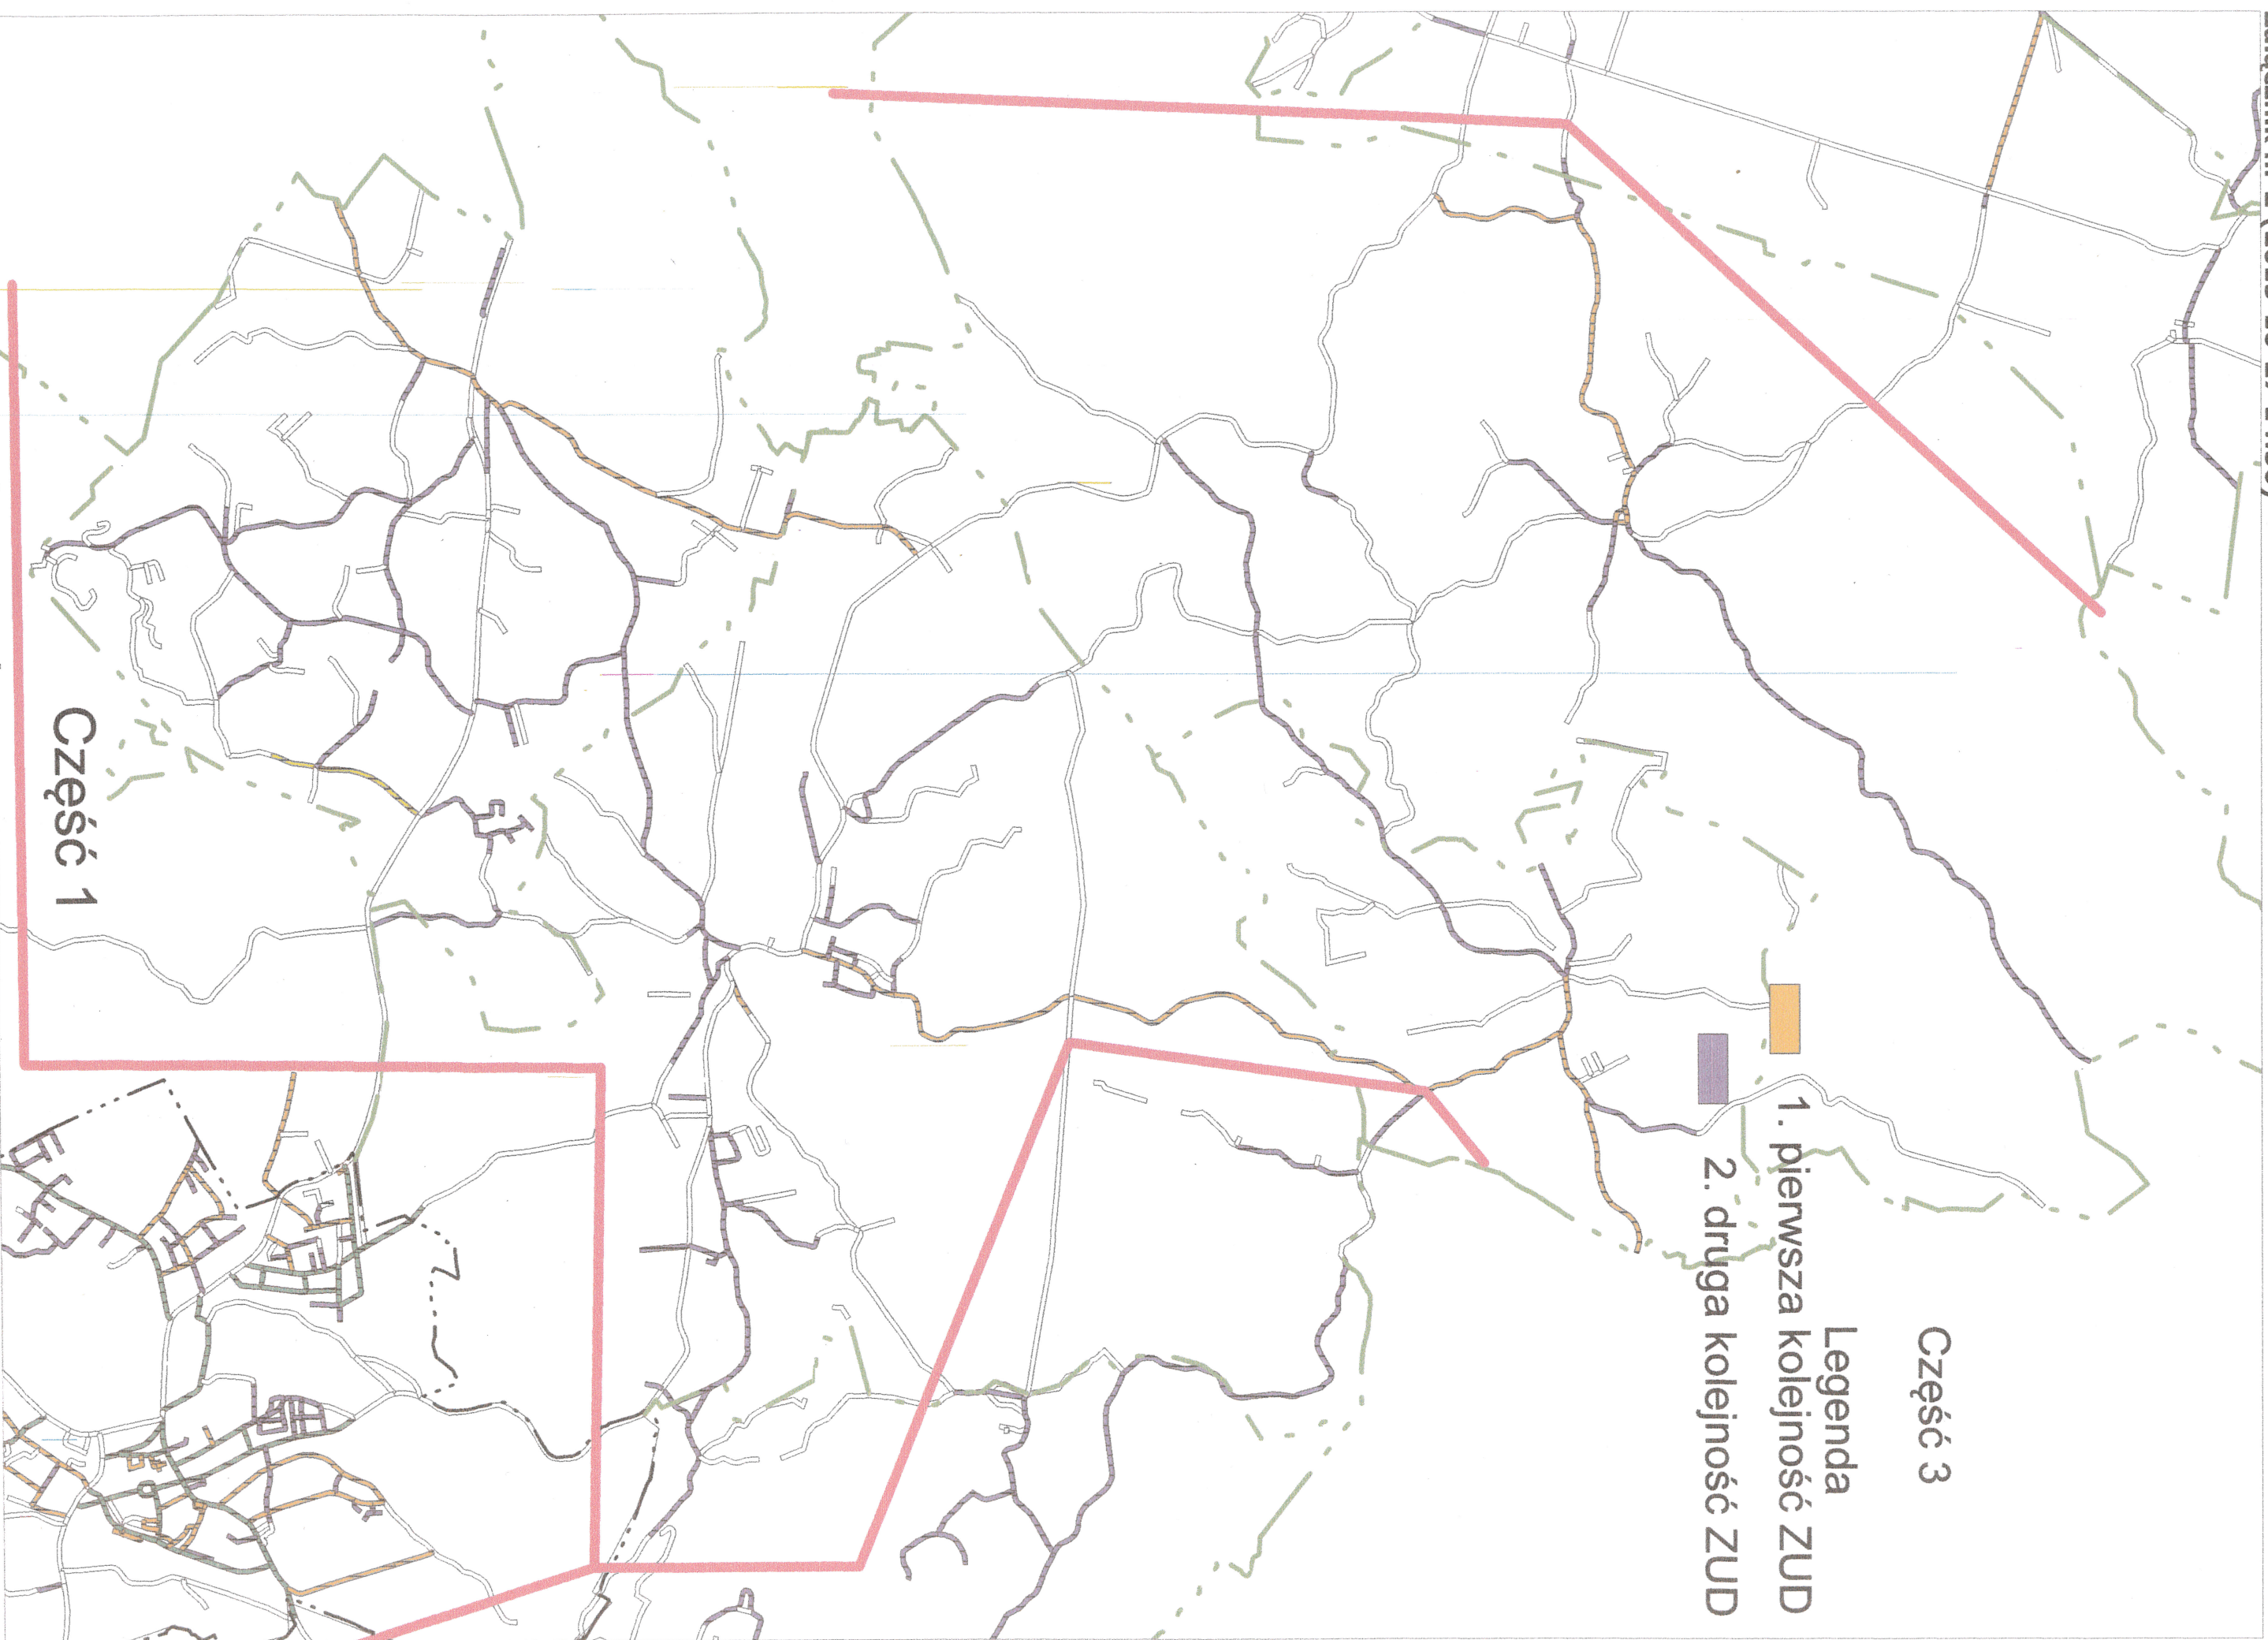 Część 3
Legenda
1. pierwsza kolejność ZUD
2. druga kolejność ZUD
Część 1